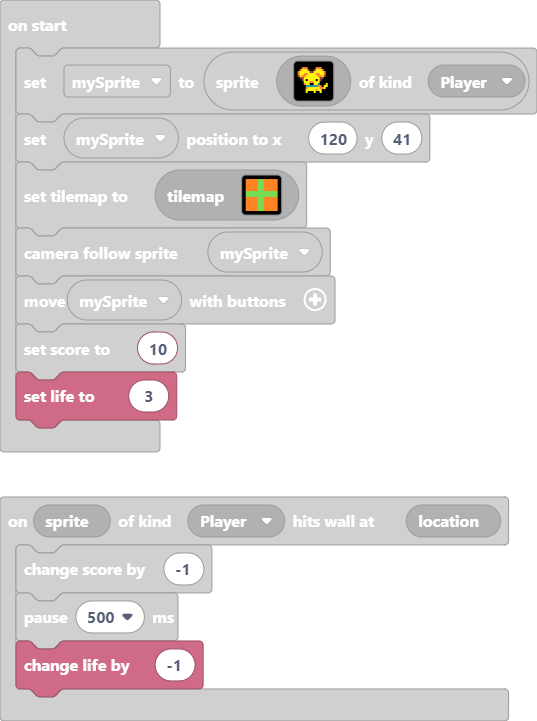 on start
set mySprite to sprite of kind Player
set mySprite position to x 120 y 41
set tilemap to tilemap
camera follow sprite mySprite
move mySprite with buttons
set score to 10
set life to 3
on sprite of kind Player hits wall at location
change score by -1
pause 500 ms
change life by -1